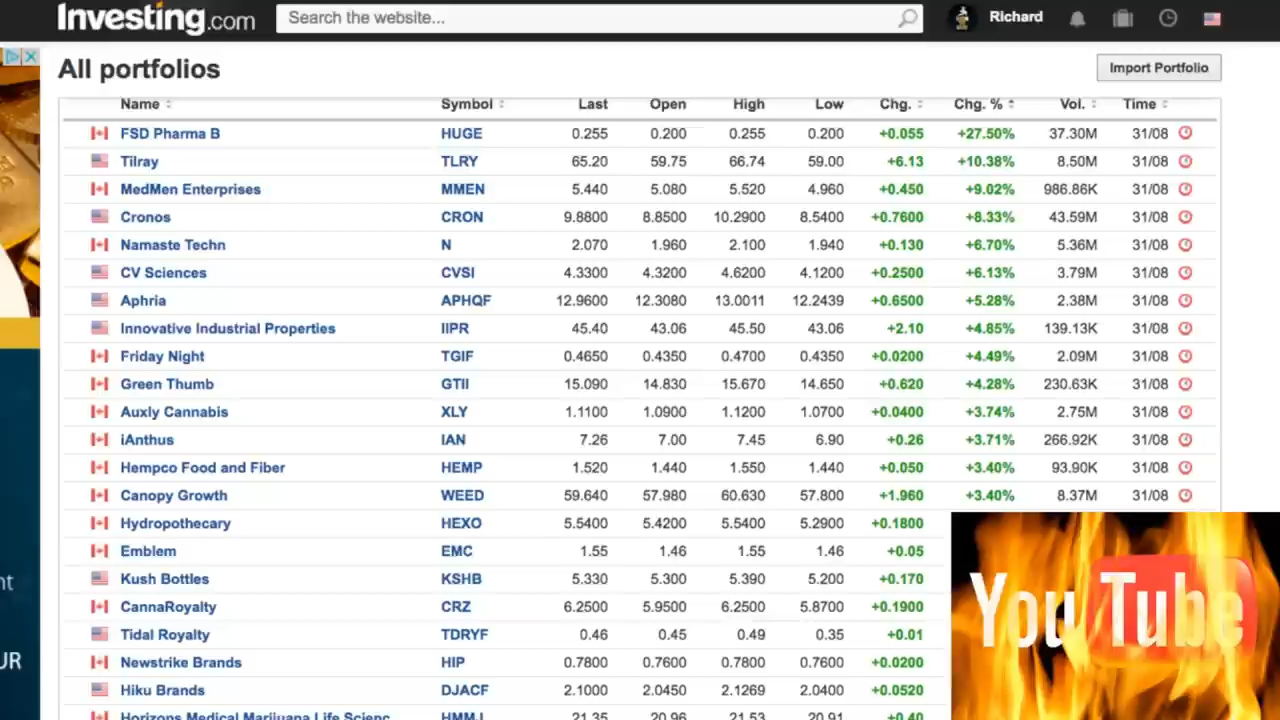 Investing.com Search the website... Richard
All portfolios Import Portfolio
Name Symbol Last Open High Low Chg. Chg. % Vol. Time
FSD Pharma B HUGE 0.255 0.200 0.255 0.200 +0.055 +27.50% 37.30M 31/08
Tilray TLRY 65.20 59.75 66.74 59.00 +6.13 +10.38% 8.50M 31/08
MedMen Enterprises MMEN 5.440 5.080 5.520 4.960 +0.450 +9.02% 986.86K 31/08
Cronos CRON 9.8800 8.8500 10.2900 8.5400 +0.7600 +8.33% 43.59M 31/08
Namaste Techn N 2.070 1.960 2.100 1.940 +0.130 +6.70% 5.36M 31/08
CV Sciences CVSI 4.3300 4.3200 4.6200 4.1200 +0.2500 +6.13% 3.79M 31/08
Aphria APHQF 12.9600 12.3080 13.0011 12.2439 +0.6500 +5.28% 2.38M 31/08
Innovative Industrial Properties IIPR 45.40 43.06 45.50 43.06 +2.10 +4.85% 139.13K 31/08
Friday Night TGIF 0.4650 0.4350 0.4700 0.4350 +0.0200 +4.49% 2.09M 31/08
Green Thumb GTII 15.090 14.830 15.670 14.650 +0.620 +4.28% 230.63K 31/08
Auxly Cannabis XLY 1.1100 1.0900 1.1200 1.0700 +0.0400 +3.74% 2.75M 31/08
iAnthus IAN 7.26 7.00 7.45 6.90 +0.26 +3.71% 266.92K 31/08
Hempco Food and Fiber HEMP 1.520 1.440 1.550 1.440 +0.050 +3.40% 93.90K 31/08
Canopy Growth WEED 59.640 57.980 60.630 57.800 +1.960 +3.40% 8.37M 31/08
Hydropothecary HEXO 5.5400 5.4200 5.5400 5.2900 +0.1800
Emblem EMC 1.55 1.46 1.55 1.46 +0.05
Kush Bottles KSHB 5.330 5.300 5.390 5.200 +0.170
CannaRoyalty CRZ 6.2500 5.9500 6.2500 5.8700 +0.1900
Tidal Royalty TDRYF 0.46 0.45 0.49 0.35 +0.01
Newstrike Brands HIP 0.7800 0.7600 0.7800 0.7600 +0.0200
Hiku Brands DJACF 2.1000 2.0450 2.1269 2.0400 +0.0520
Horizons Medical Marijuana Life Scienc HMMJ 21.35 20.96 21.53 20.91 +0.40
nt
UR
YouTube